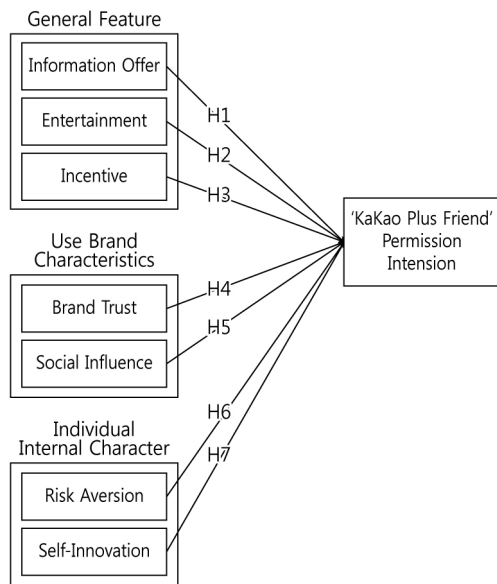 General Feature
Information Offer
Entertainment
Incentive
H1
H2
H3
Use Brand
Characteristics
Brand Trust
Social Influence
H4
H5
Individual
Internal Character
Risk Aversion
Self-Innovation
H6
H7
'KaKao Plus Friend'
Permission
Intension